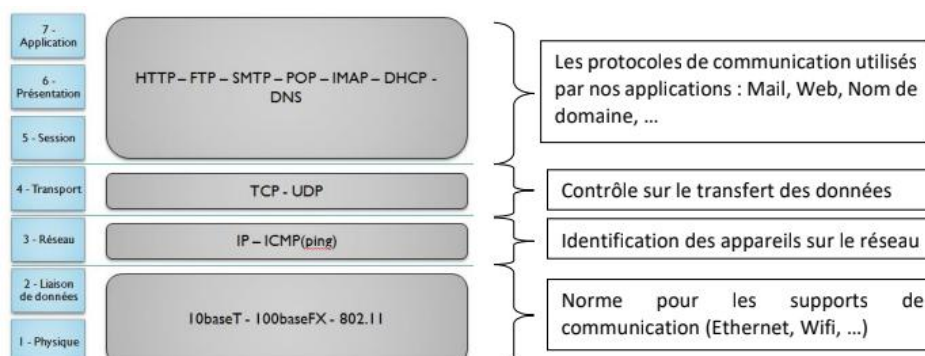 7 -
Application
6 -
Présentation
5 - Session
4 - Transport
3 - Réseau
2 - Liaison
de données
1 - Physique
HTTP – FTP – SMTP – POP – IMAP – DHCP -
DNS
TCP - UDP
IP – ICMP(ping)
10baseT - 100baseFX - 802.11
Les protocoles de communication utilisés
par nos applications : Mail, Web, Nom de
domaine, …
Contrôle sur le transfert des données
Identification des appareils sur le réseau
Norme pour les supports de
communication (Ethernet, Wifi, …)